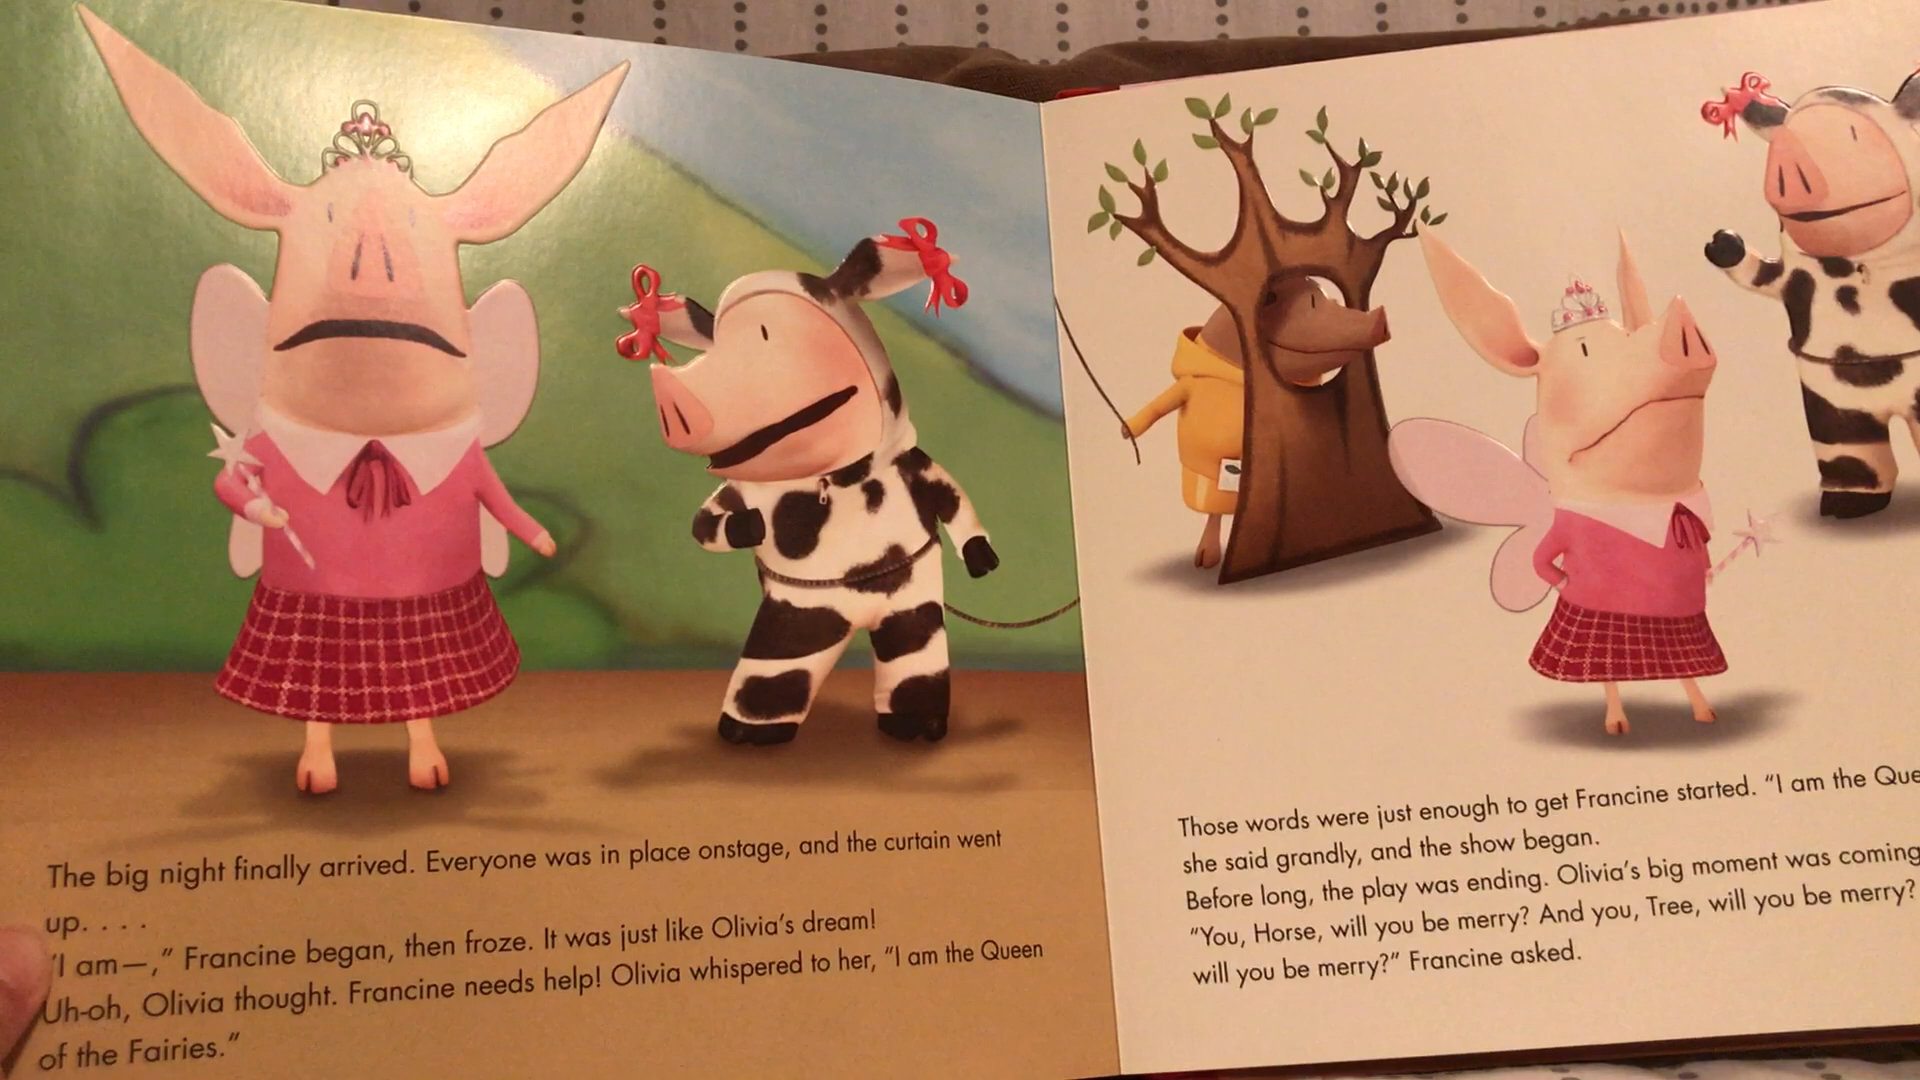 The big night finally arrived. Everyone was in place onstage, and the curtain went
up. . . .
"I am—," Francine began, then froze. It was just like Olivia's dream!
Uh-oh, Olivia thought. Francine needs help! Olivia whispered to her, "I am the Queen
of the Fairies."
Those words were just enough to get Francine started. "I am the
she said grandly, and the show began.
Before long, the play was ending. Olivia's big moment was coming
"You, Horse, will you be merry? And you, Tree, will you be merry?
will you be merry?" Francine asked.